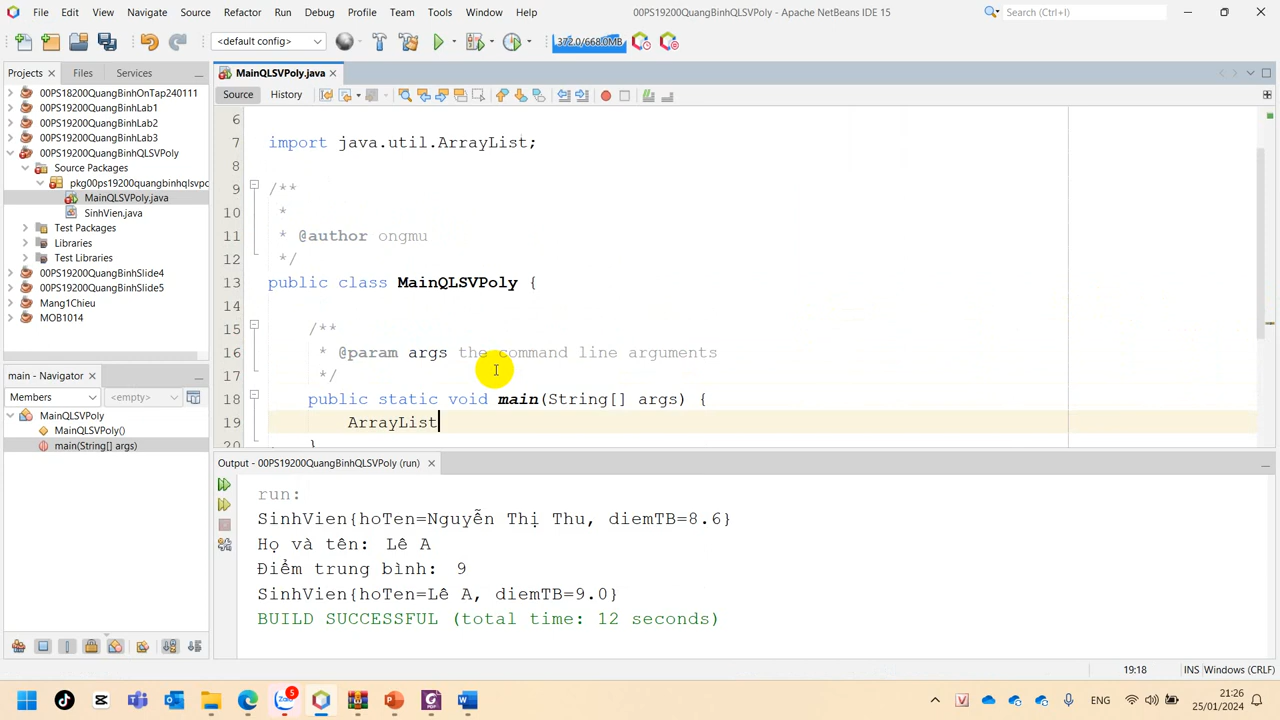 File Edit View Navigate Source Refactor Run Debug Profile Team Tools Window Help
00PS19200QuangBinhQLSVPoly - Apache NetBeans IDE 15
Search (Ctrl+I)
<default config>
372.0/668.0MB
Projects Files Services
00PS18200QuangBinhOnTap240111
00PS19200QuangBinhLab1
00PS19200QuangBinhLab2
00PS19200QuangBinhLab3
00PS19200QuangBinhQLSVPoly
Source Packages
pkg00ps19200quangbinhqlsvpo
MainQLSVPoly.java
SinhVien.java
Test Packages
Libraries
Test Libraries
00PS19200QuangBinhSlide4
00PS19200QuangBinhSlide5
Mang1Chieu
MOB1014
main - Navigator
Members <empty>
MainQLSVPoly
MainQLSVPoly()
main(String[] args)
MainQLSVPoly.java
Source History
6
7 import java.util.ArrayList;
8
9 /**
10 *
11 * @author ongmu
12 */
13 public class MainQLSVPoly {
14
15 /**
16 * @param args the command line arguments
17 */
18 public static void main(String[] args) {
19 ArrayList
20 }
Output - 00PS19200QuangBinhQLSVPoly (run)
run:
SinhVien{hoTen=Nguyễn Thị Thu, diemTB=8.6}
Họ và tên: Lê A
Điểm trung bình: 9
SinhVien{hoTen=Lê A, diemTB=9.0}
BUILD SUCCESSFUL (total time: 12 seconds)
19:18 INS Windows (CRLF)
5
ENG
21:26
25/01/2024